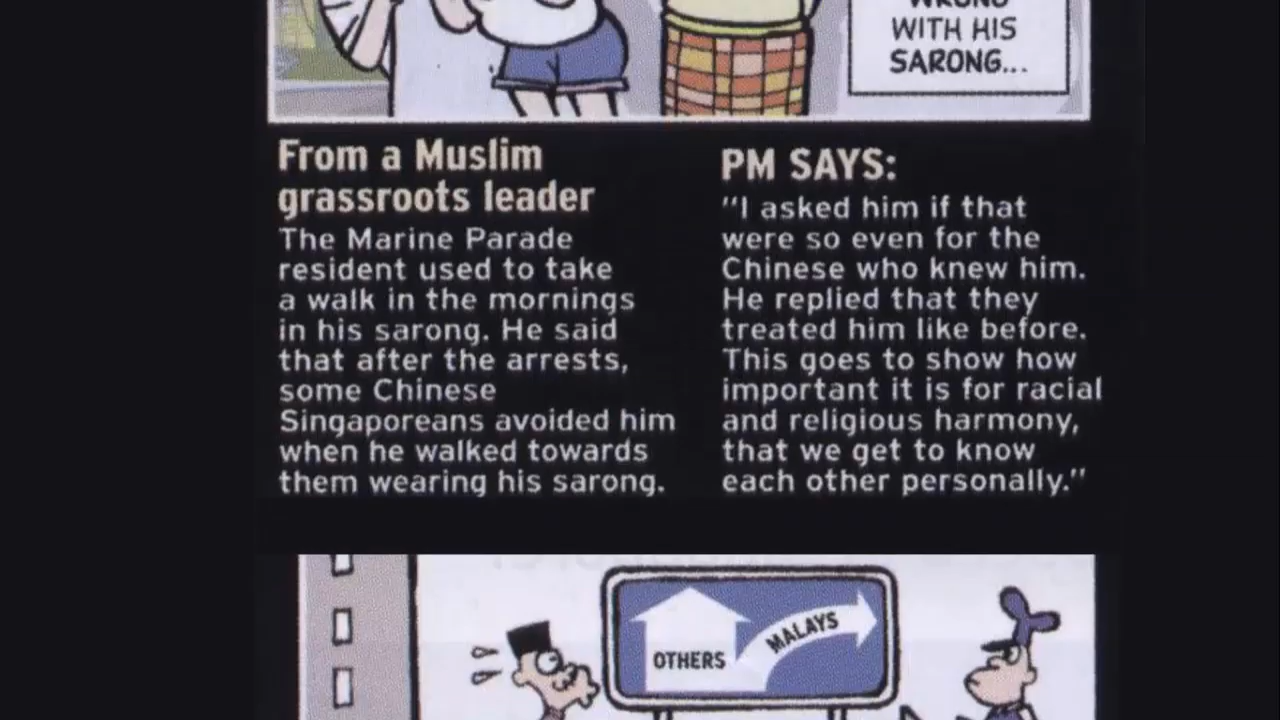 WRONG
WITH HIS
SARONG...
From a Muslim
grassroots leader
The Marine Parade
resident used to take
a walk in the mornings
in his sarong. He said
that after the arrests,
some Chinese
Singaporeans avoided him
when he walked towards
them wearing his sarong.
PM SAYS:
"I asked him if that
were so even for the
Chinese who knew him.
He replied that they
treated him like before.
This goes to show how
important it is for racial
and religious harmony,
that we get to know
each other personally."
OTHERS
MALAYS